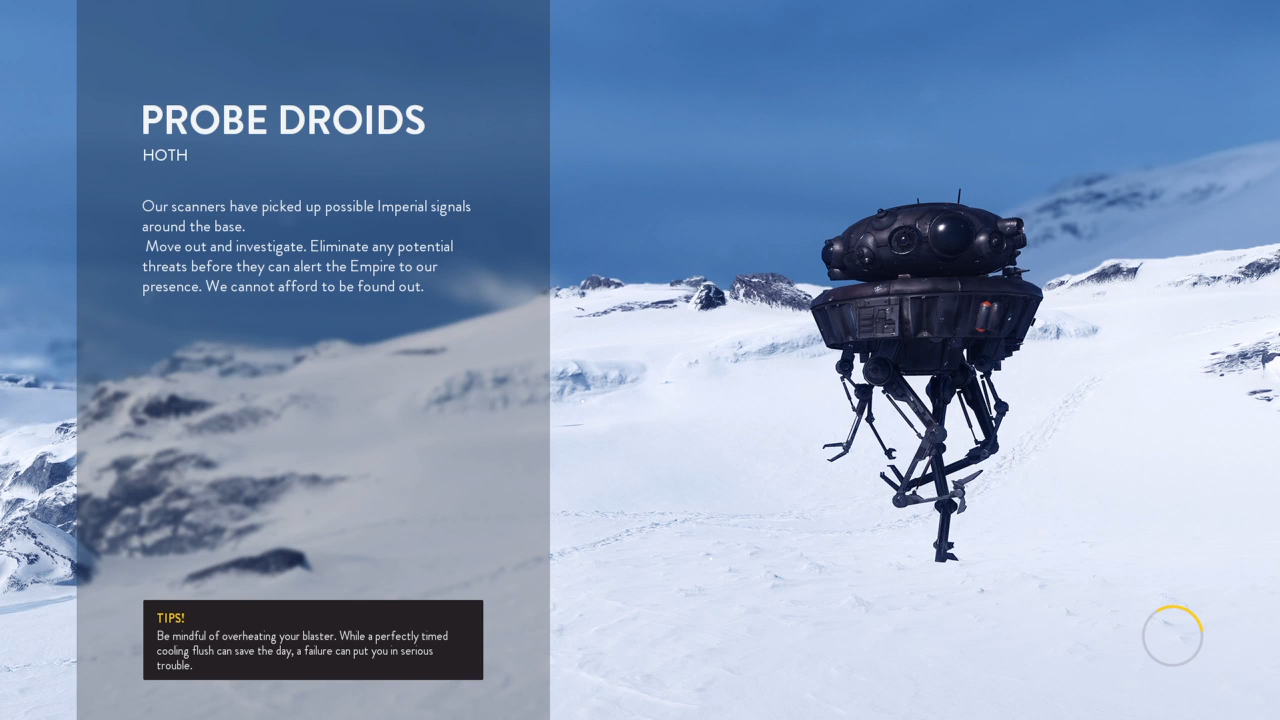 PROBE DROIDS
HOTH
Our scanners have picked up possible Imperial signals
around the base.
Move out and investigate. Eliminate any potential
threats before they can alert the Empire to our
presence. We cannot afford to be found out.
TIPS!
Be mindful of overheating your blaster. While a perfectly timed
cooling flush can save the day, a failure can put you in serious
trouble.